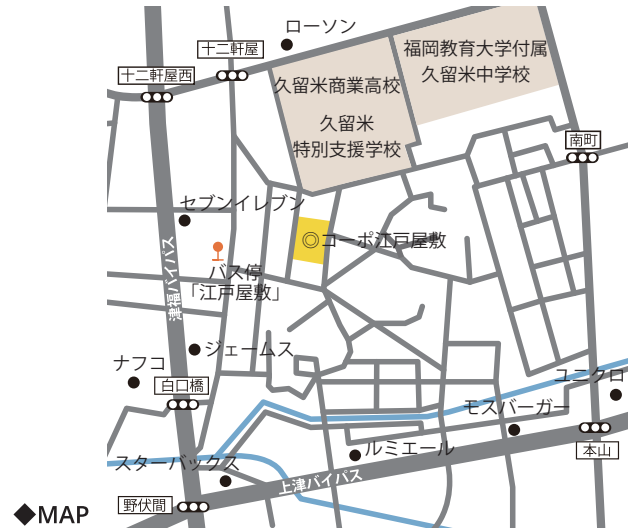 ローソン
十二軒屋
福岡教育大学付属
久留米中学校
十二軒屋西
久留米商業高校
久留米
特別支援学校
南町
セブンイレブン
◎コーポ江戸屋敷
バス停
「江戸屋敷」
津福バイパス
ジェームス
ナフコ
白口橋
ユニクロ
モスバーガー
ルミエール
本山
スターバックス
上津バイパス
野伏間
◆MAP